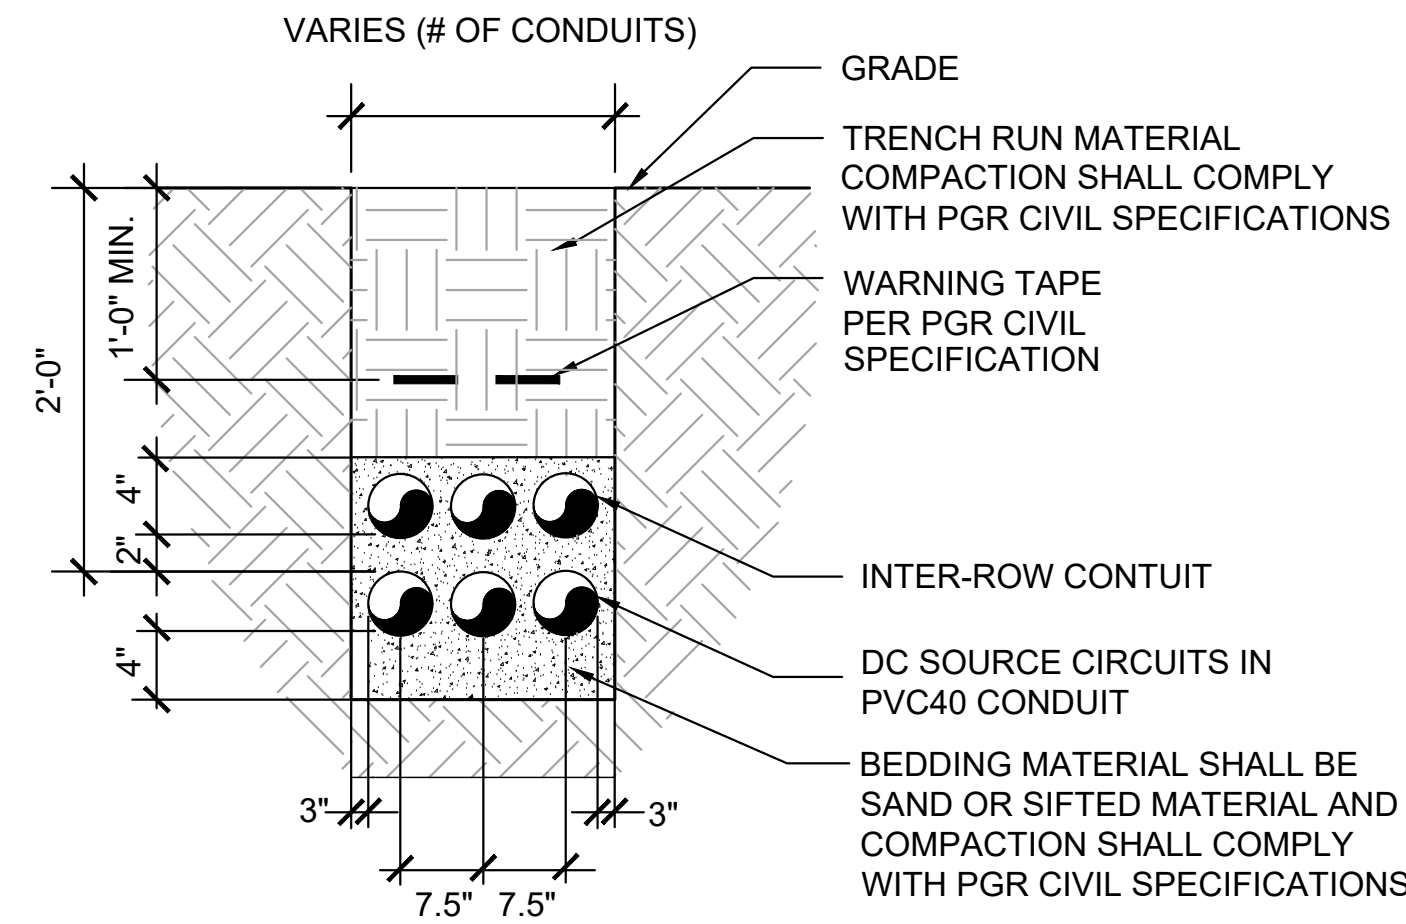 VARIES (# OF CONDUITS)
GRADE
TRENCH RUN MATERIAL
COMPACTION SHALL COMPLY
WITH PGR CIVIL SPECIFICATIONS
WARNING TAPE
PER PGR CIVIL
SPECIFICATION
1'-0" MIN.
2'-0"
4"
2"
4"
INTER-ROW CONTUIT
DC SOURCE CIRCUITS IN
PVC40 CONDUIT
BEDDING MATERIAL SHALL BE
SAND OR SIFTED MATERIAL AND
COMPACTION SHALL COMPLY
WITH PGR CIVIL SPECIFICATIONS
3"
3"
7.5"
7.5"